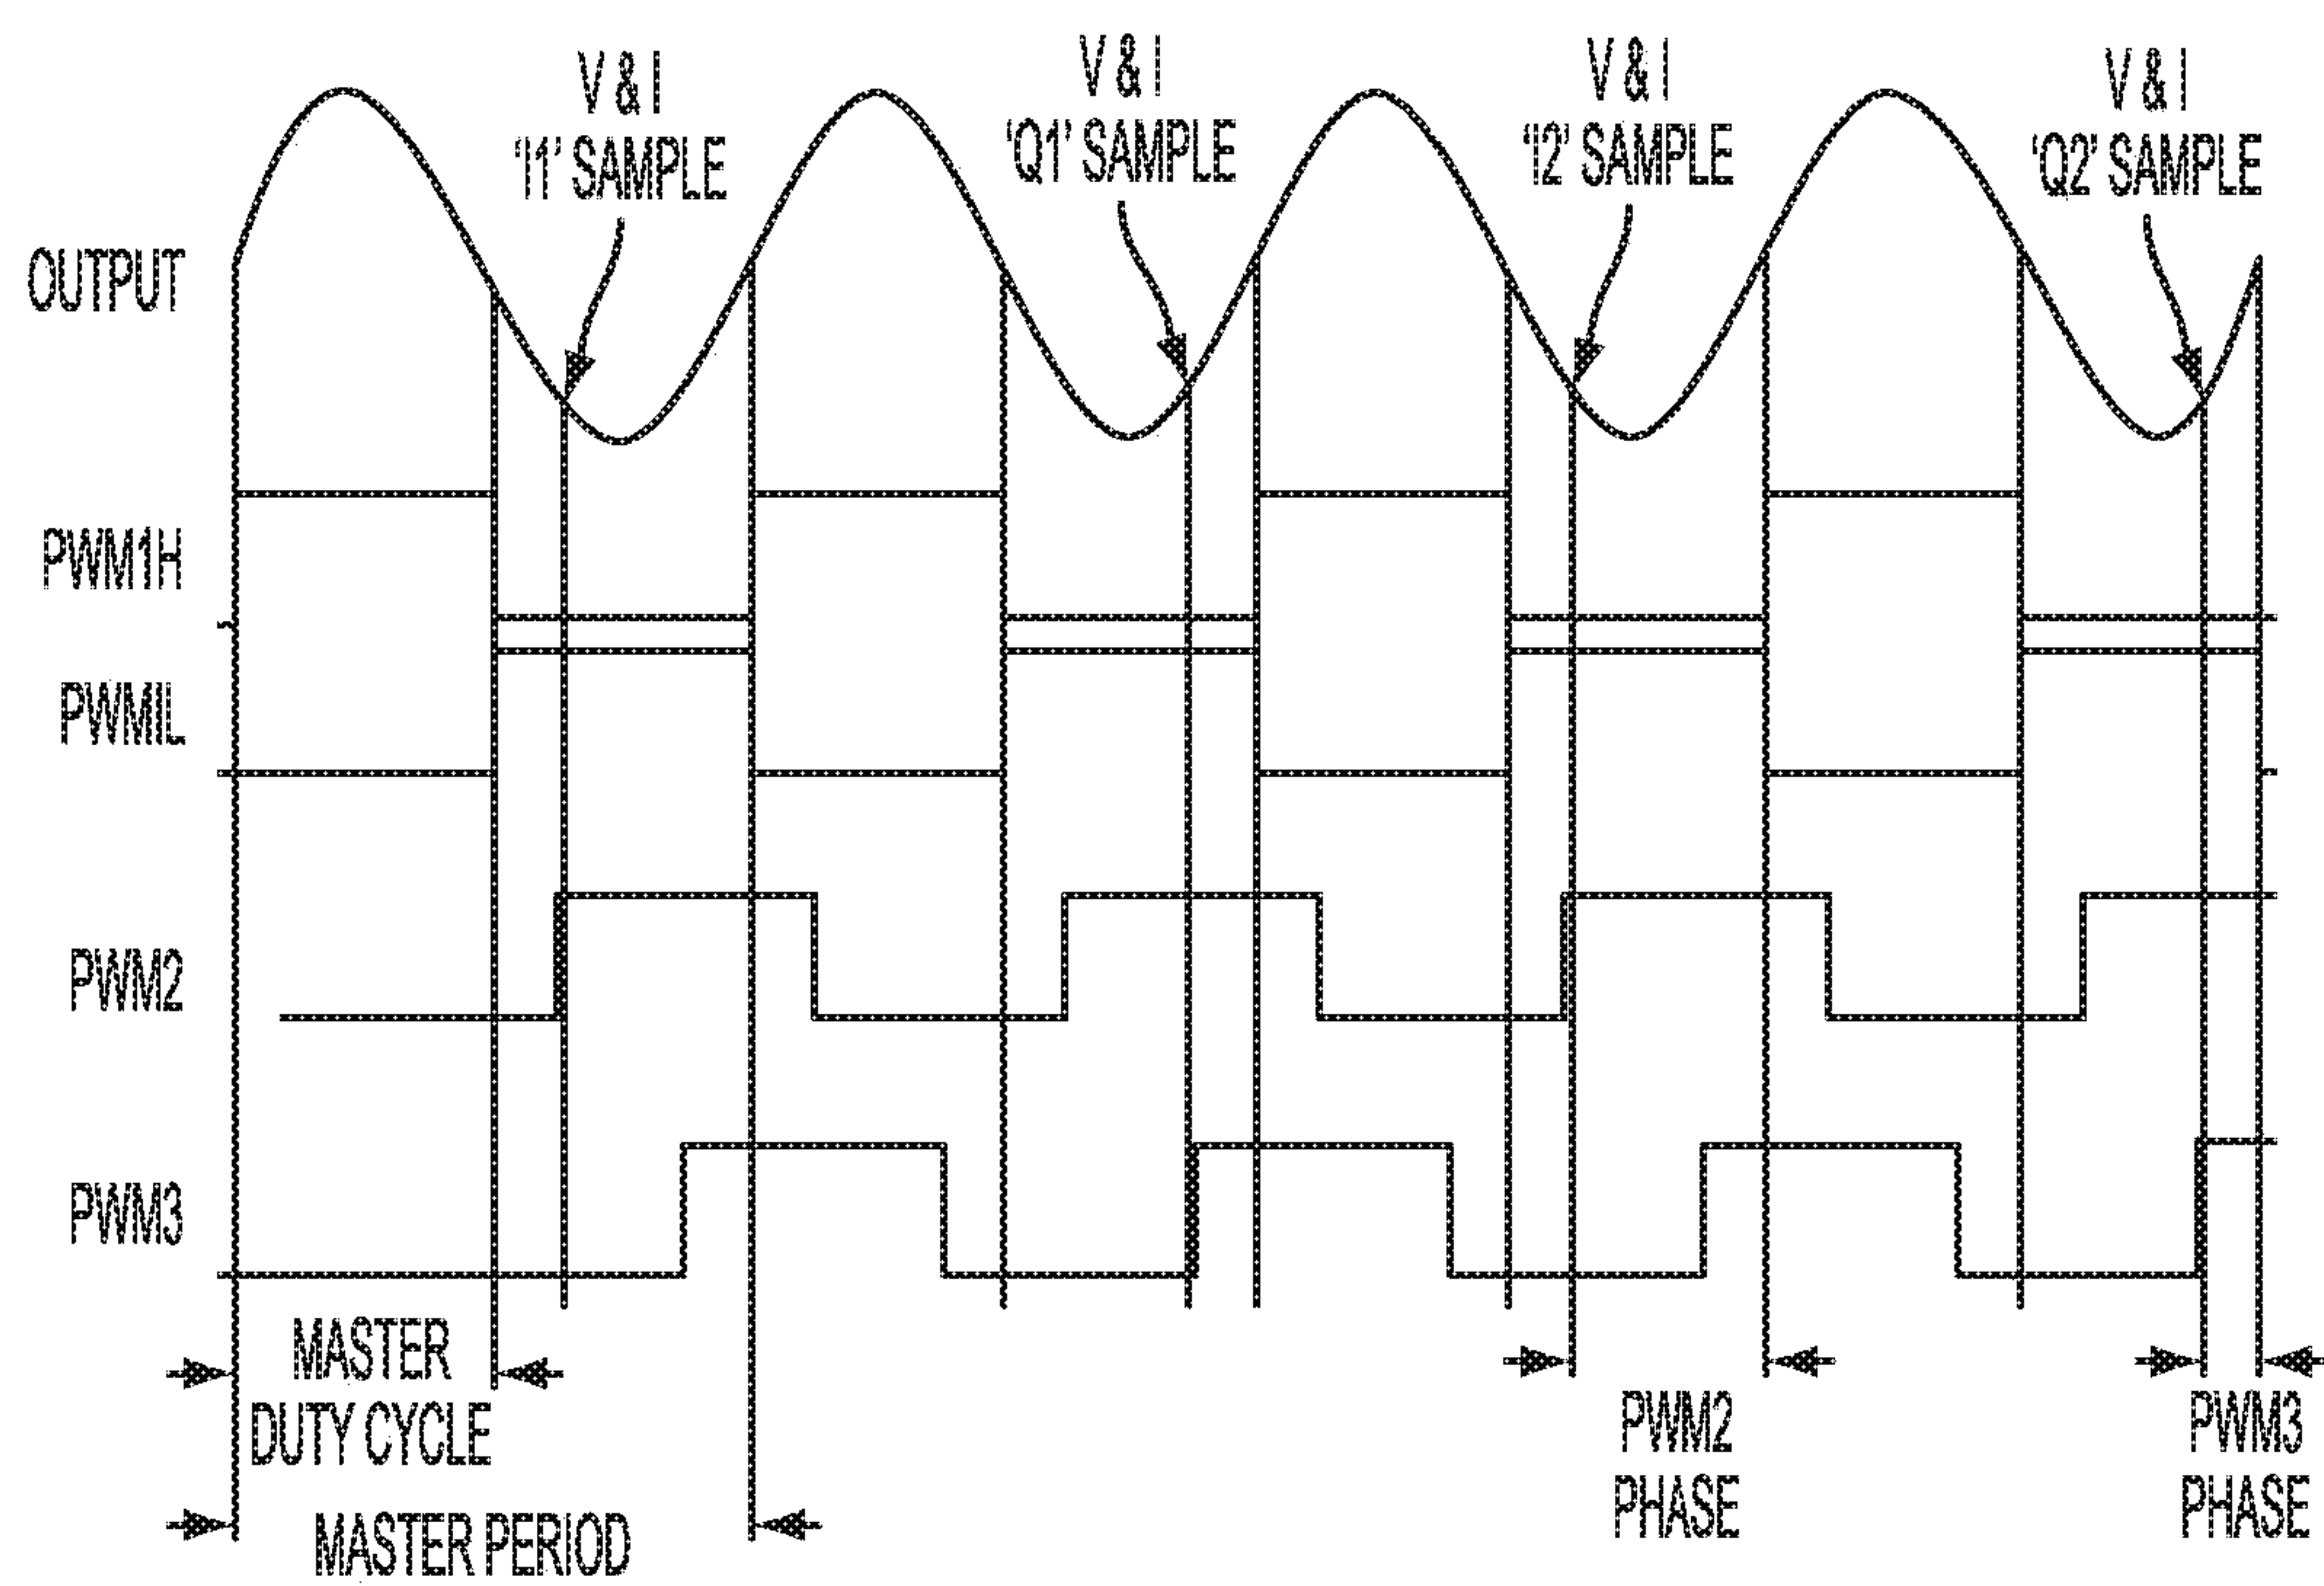 V & I
'I1' SAMPLE
V & I
'Q1' SAMPLE
V & I
'I2' SAMPLE
V & I
'Q2' SAMPLE
OUTPUT
PWM1H
PWMIL
PWM2
PWM3
MASTER
DUTY CYCLE
MASTER PERIOD
PWM2
PHASE
PWM3
PHASE